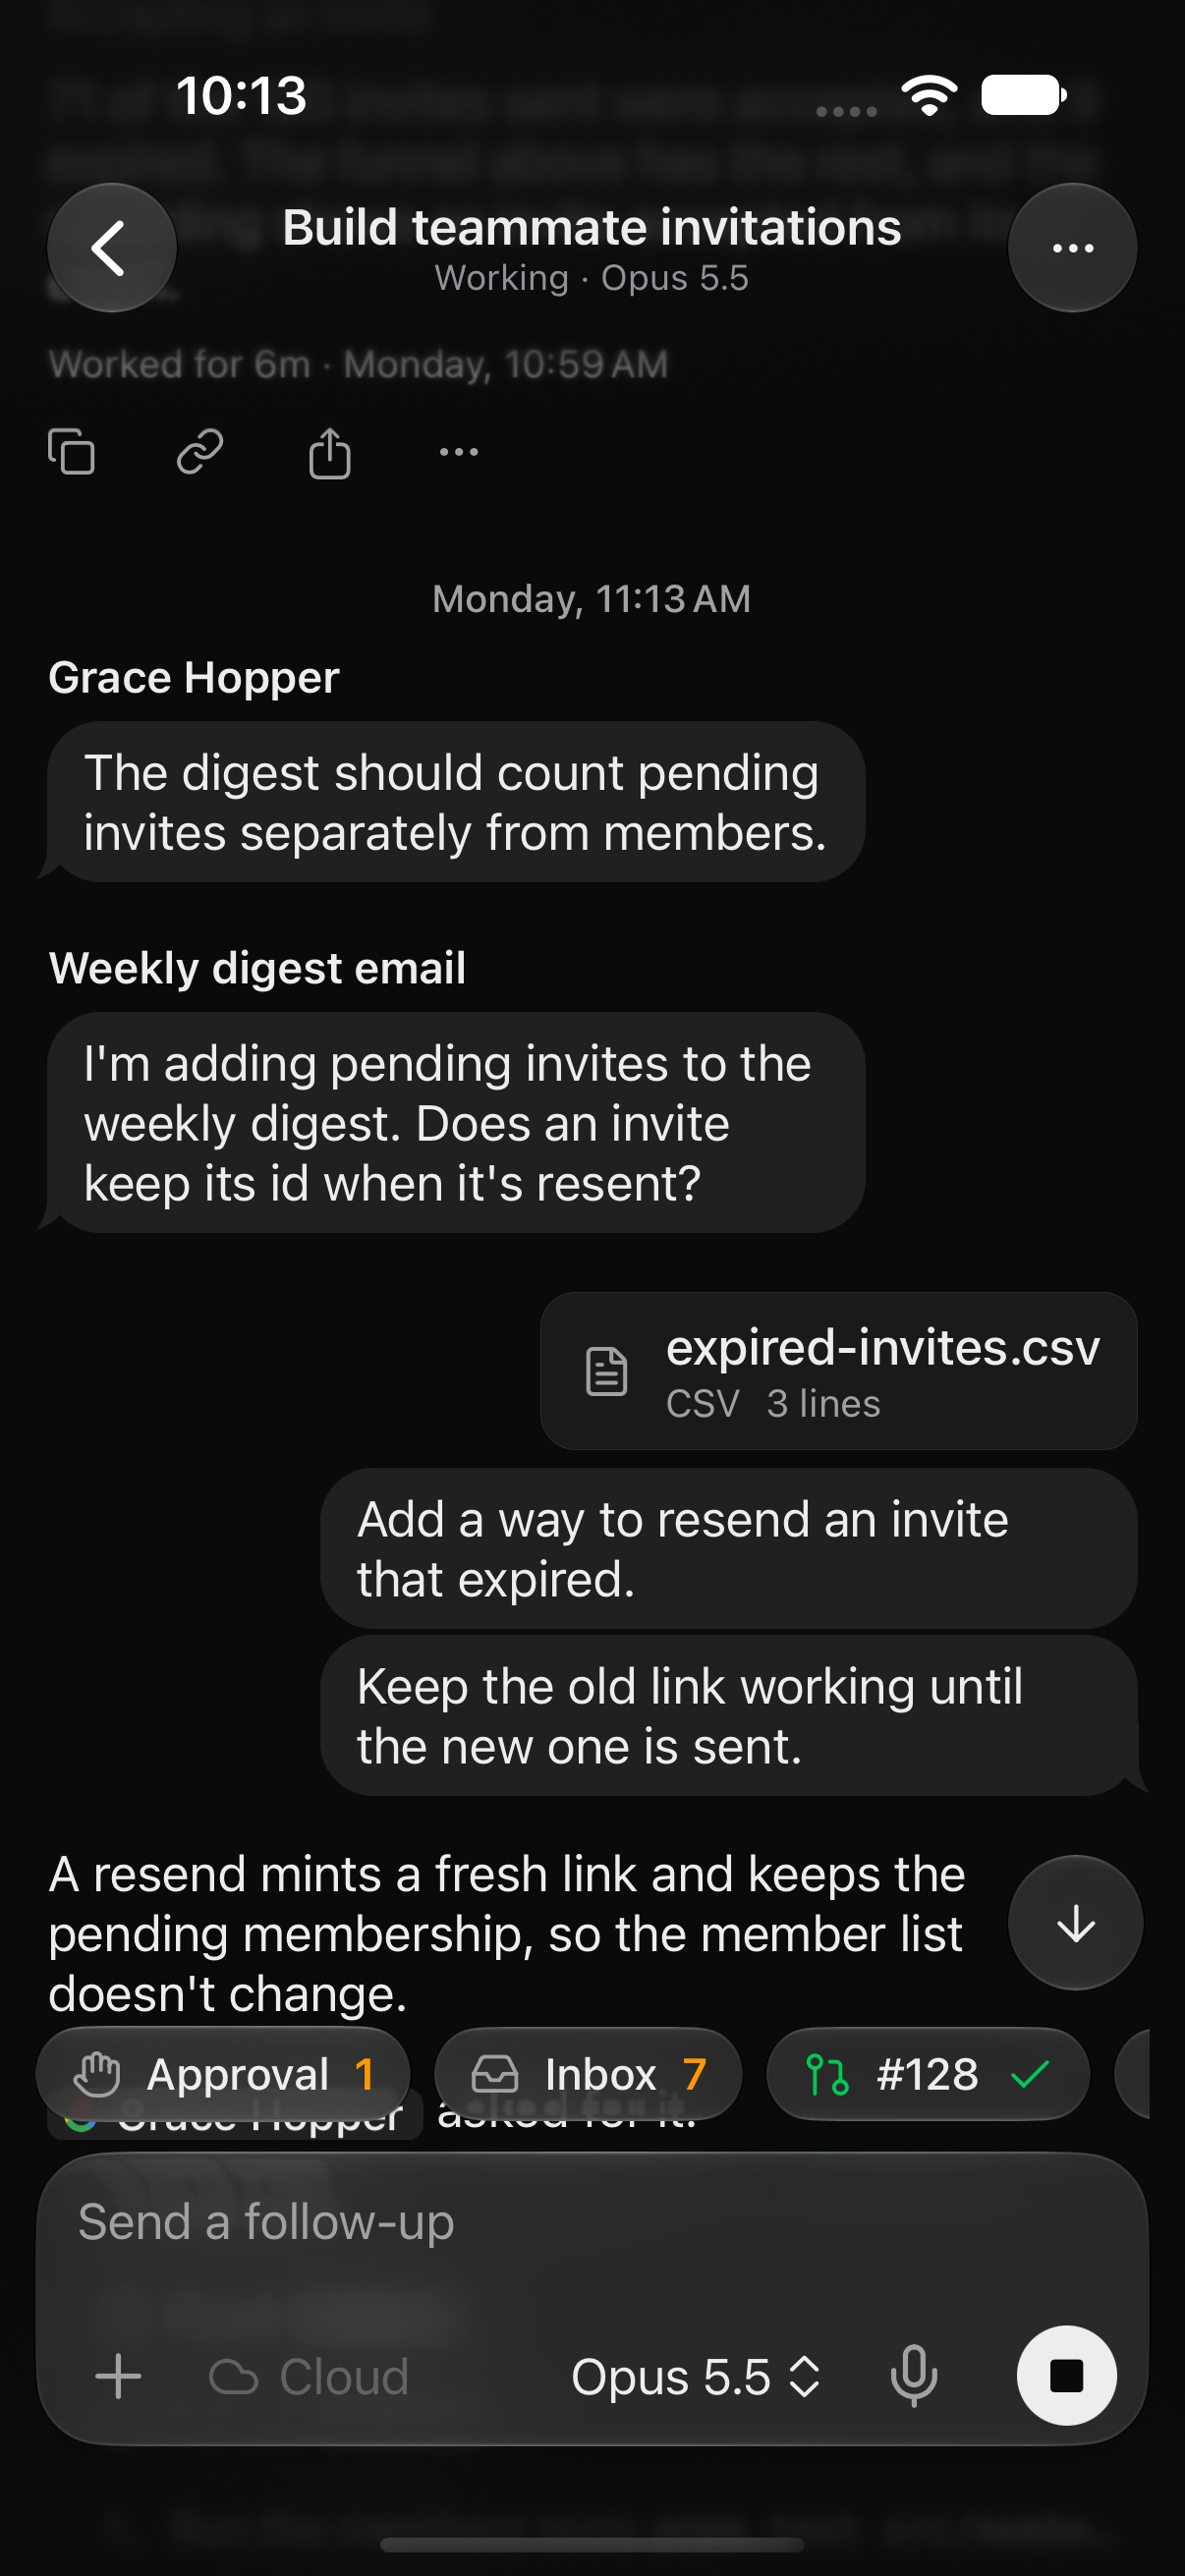 10:13
Build teammate invitations
Working · Opus 5.5
Worked for 6m · Monday, 10:59 AM
Monday, 11:13 AM
Grace Hopper
The digest should count pending
invites separately from members.
Weekly digest email
I'm adding pending invites to the
weekly digest. Does an invite
keep its id when it's resent?
expired-invites.csv
CSV 3 lines
Add a way to resend an invite
that expired.
Keep the old link working until
the new one is sent.
A resend mints a fresh link and keeps the
pending membership, so the member list
doesn't change.
Approval 1
Inbox 7
#128
Grace Hopper asked for it.
Send a follow-up
Cloud
Opus 5.5